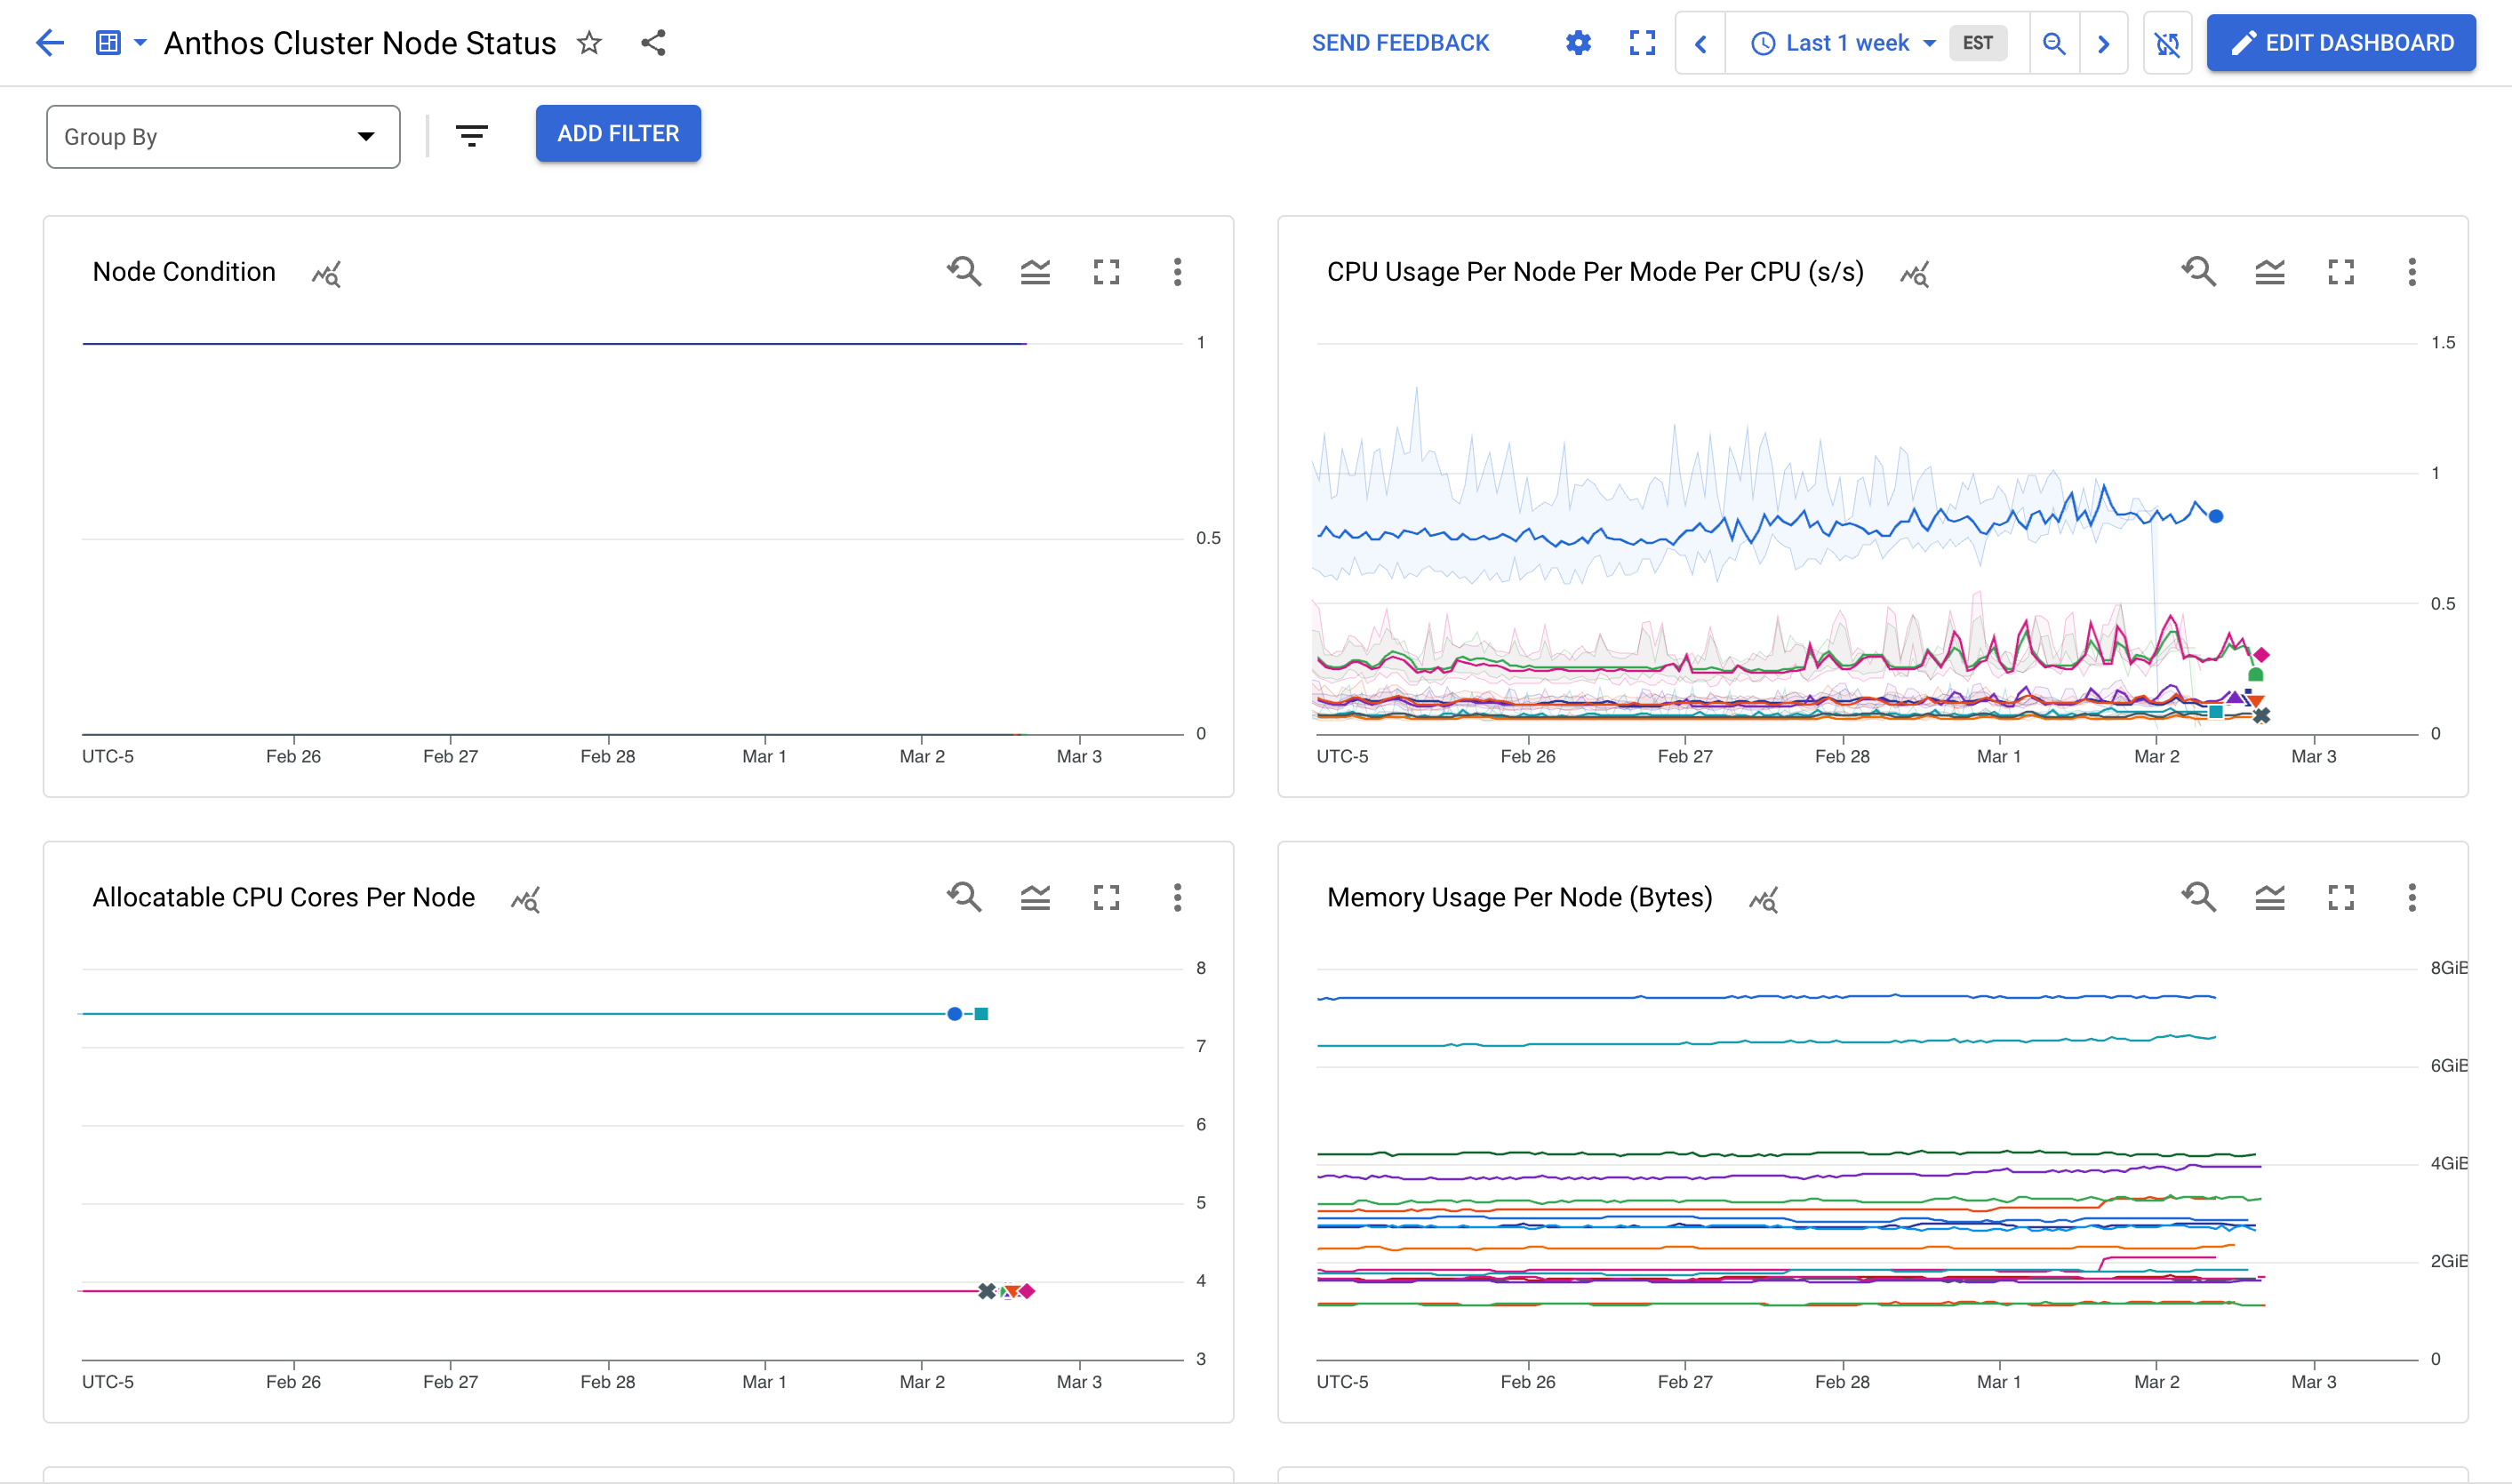 Anthos Cluster Node Status
SEND FEEDBACK
Last 1 week
EST
EDIT DASHBOARD
Group By
ADD FILTER
Node Condition
1
0.5
0
UTC-5
Feb 26
Feb 27
Feb 28
Mar 1
Mar 2
Mar 3
CPU Usage Per Node Per Mode Per CPU (s/s)
1.5
1
0.5
0
UTC-5
Feb 26
Feb 27
Feb 28
Mar 1
Mar 2
Mar 3
Allocatable CPU Cores Per Node
8
7
6
5
4
3
UTC-5
Feb 26
Feb 27
Feb 28
Mar 1
Mar 2
Mar 3
Memory Usage Per Node (Bytes)
8GiB
6GiB
4GiB
2GiB
0
UTC-5
Feb 26
Feb 27
Feb 28
Mar 1
Mar 2
Mar 3